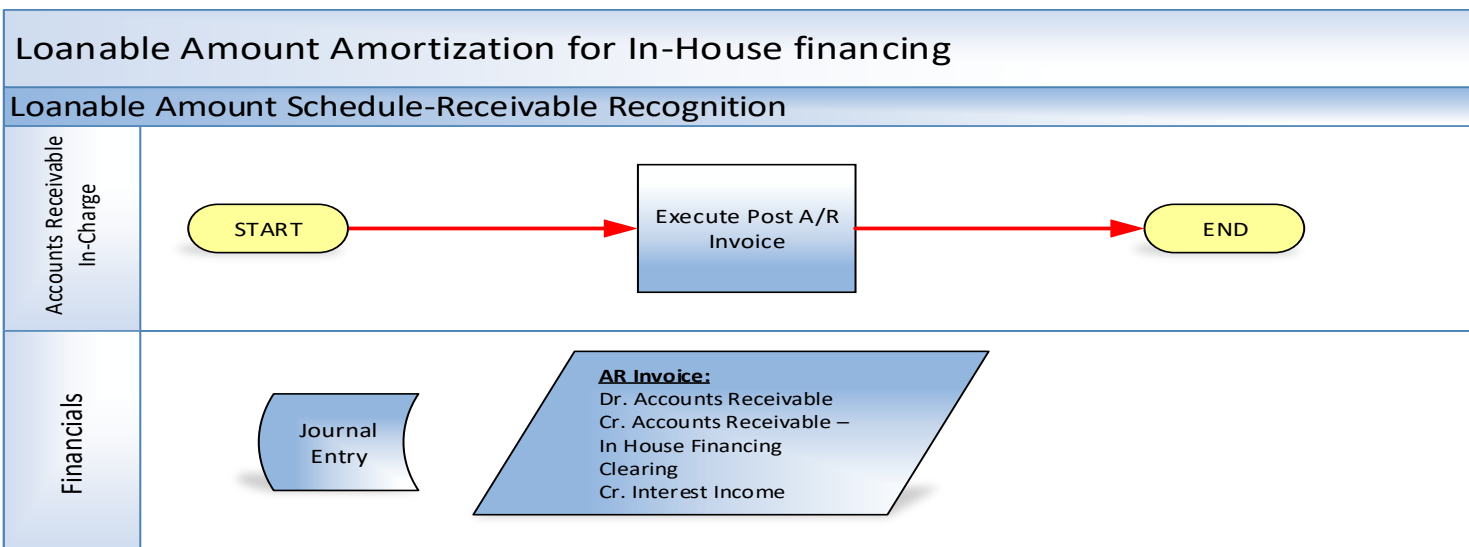 Loanable Amount Amortization for In-House financing
Loanable Amount Schedule-Receivable Recognition
Accounts Receivable
In-Charge
START
Execute Post A/R
Invoice
END
Financials
Journal
Entry
AR Invoice:
Dr. Accounts Receivable
Cr. Accounts Receivable –
In House Financing
Clearing
Cr. Interest Income